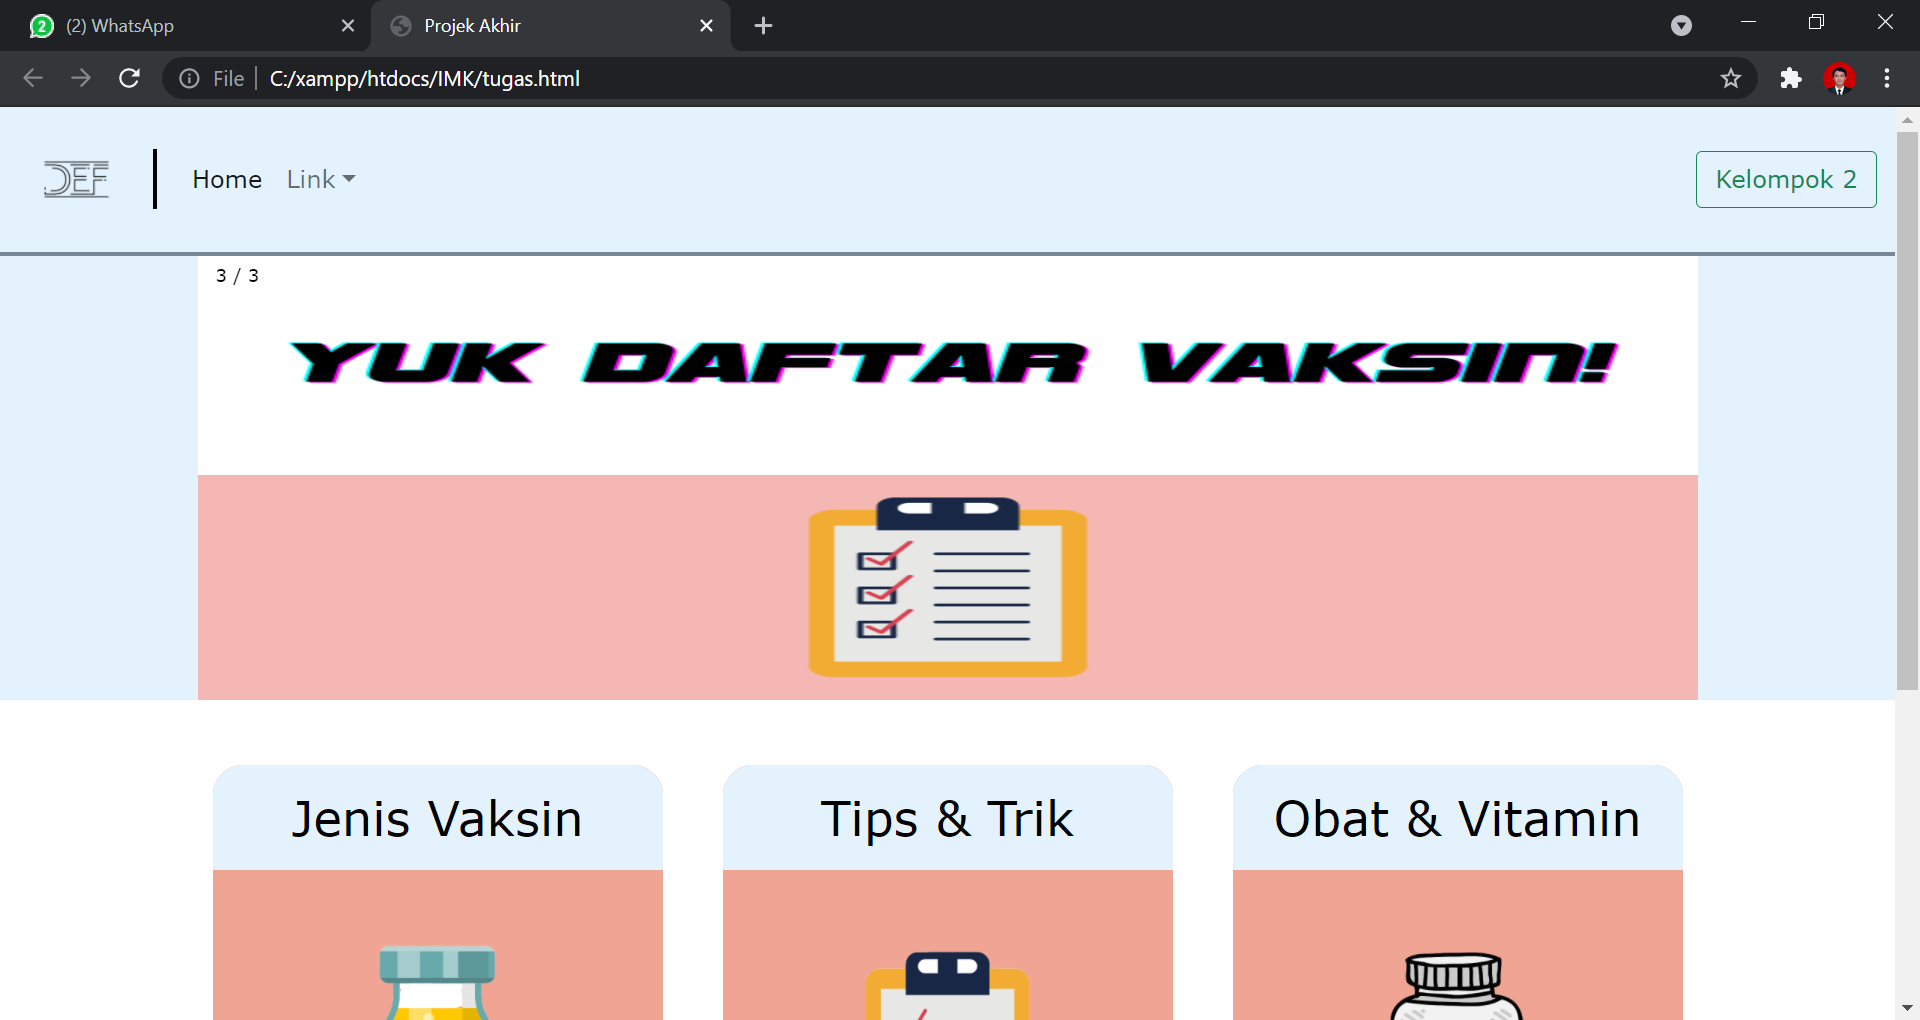 2
(2) WhatsApp
Projek Akhir
File
C:/xampp/htdocs/IMK/tugas.html
DEF
Home
Link
Kelompok 2
3 / 3
YUK DAFTAR VAKSIN!
Jenis Vaksin
Tips & Trik
Obat & Vitamin